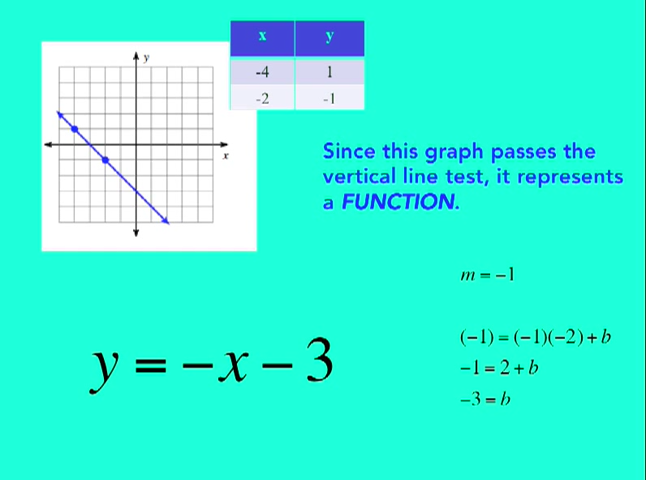 x y
-4 1
-2 -1
y
x
Since this graph passes the
vertical line test, it represents
a FUNCTION.
m = −1
(−1) = (−1)(−2) + b
−1 = 2 + b
−3 = b
y = −x − 3